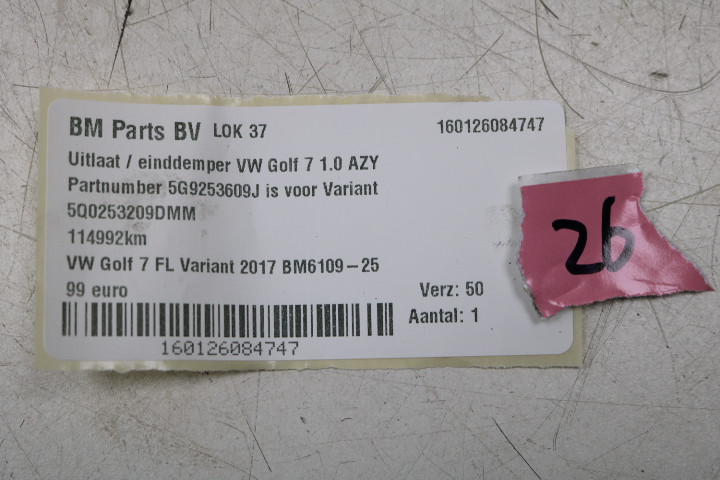 BM Parts BV LOK 37 160126084747
Uitlaat / einddemper VW Golf 7 1.0 AZY
Partnumber 5G9253609J is voor Variant
5Q0253209DMM
114992km
VW Golf 7 FL Variant 2017 BM6109-25
99 euro Verz: 50
Aantal: 1
160126084747
26